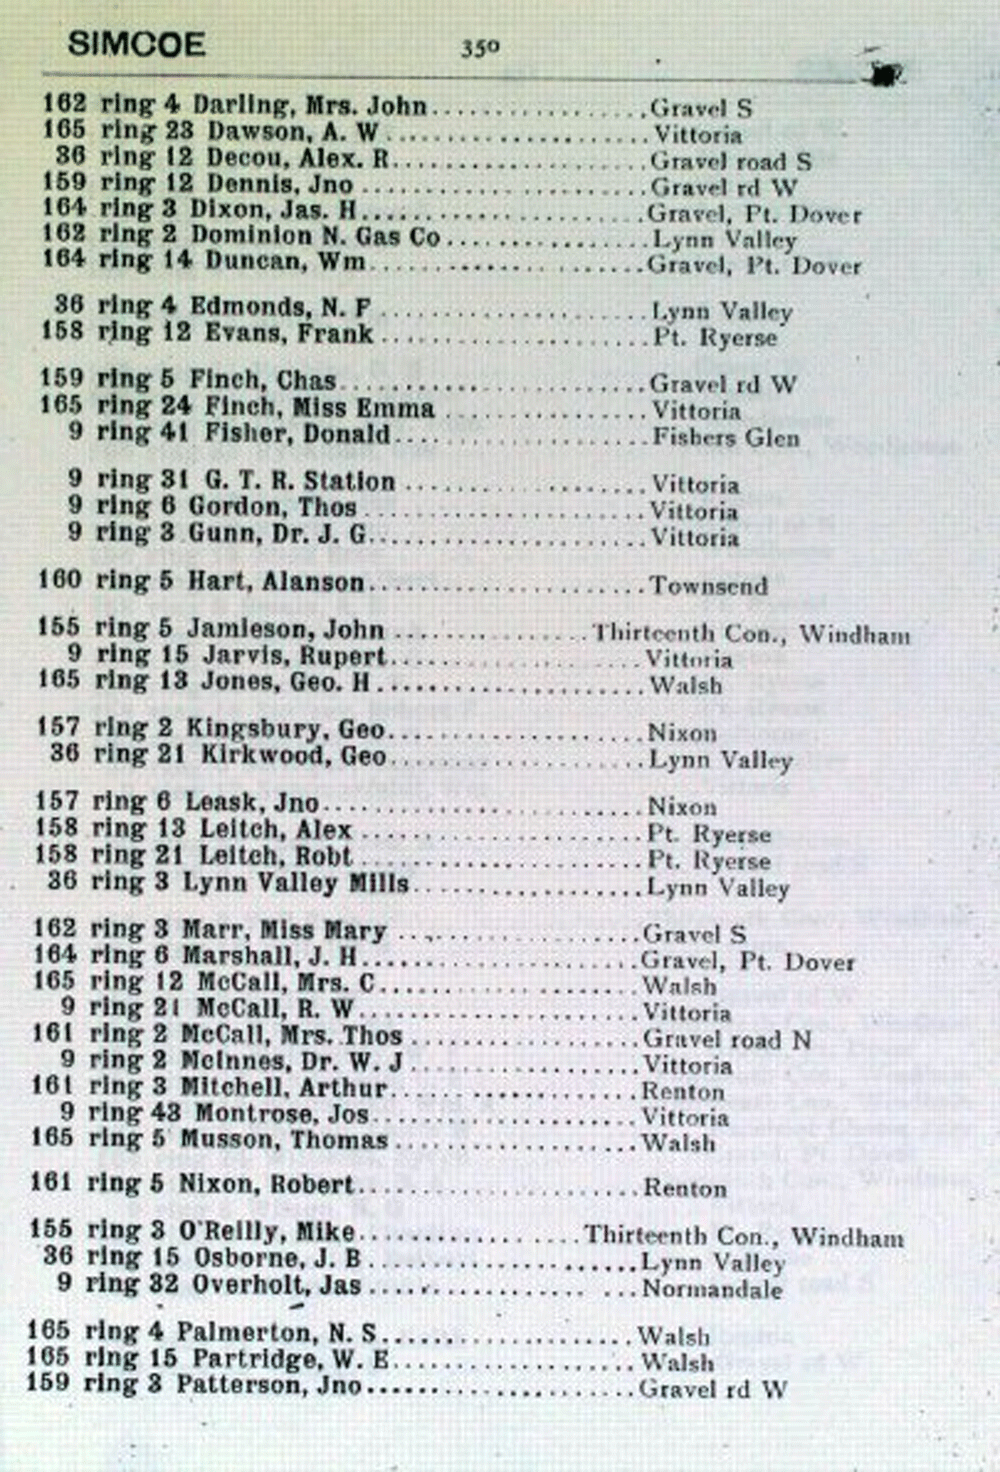 SIMCOE 350
162 ring 4 Darling, Mrs. John..................Gravel S
165 ring 23 Dawson, A. W......................Vittoria
36 ring 12 Decou, Alex. R......................Gravel road S
159 ring 12 Dennis, Jno......................Gravel rd W
164 ring 3 Dixon, Jas. H......................Gravel, Pt. Dover
162 ring 2 Dominion N. Gas Co................Lynn Valley
164 ring 14 Duncan, Wm......................Gravel, Pt. Dover
36 ring 4 Edmonds, N. F......................Lynn Valley
158 ring 12 Evans, Frank......................Pt. Ryerse
159 ring 5 Finch, Chas......................Gravel rd W
165 ring 24 Finch, Miss Emma................Vittoria
9 ring 41 Fisher, Donald......................Fishers Glen
9 ring 31 G. T. R. Station....................Vittoria
9 ring 6 Gordon, Thos......................Vittoria
9 ring 3 Gunn, Dr. J. G......................Vittoria
160 ring 5 Hart, Alanson......................Townsend
155 ring 5 Jamieson, John................Thirteenth Con., Windham
9 ring 15 Jarvis, Rupert......................Vittoria
165 ring 13 Jones, Geo. H......................Walsh
157 ring 2 Kingsbury, Geo......................Nixon
36 ring 21 Kirkwood, Geo......................Lynn Valley
157 ring 6 Leask, Jno......................Nixon
158 ring 13 Leitch, Alex......................Pt. Ryerse
158 ring 21 Leitch, Robt......................Pt. Ryerse
36 ring 3 Lynn Valley Mills....................Lynn Valley
162 ring 3 Marr, Miss Mary....................Gravel S
164 ring 6 Marshall, J. H......................Gravel, Pt. Dover
165 ring 12 McCall, Mrs. C......................Walsh
9 ring 21 McCall, R. W......................Vittoria
161 ring 2 McCall, Mrs. Thos....................Gravel road N
9 ring 2 McInnes, Dr. W. J....................Vittoria
161 ring 3 Mitchell, Arthur....................Renton
9 ring 43 Montrose, Jos......................Vittoria
165 ring 5 Musson, Thomas....................Walsh
161 ring 5 Nixon, Robert......................Renton
155 ring 3 O'Reilly, Mike..................Thirteenth Con., Windham
36 ring 15 Osborne, J. B......................Lynn Valley
9 ring 32 Overholt, Jas......................Normandale
165 ring 4 Palmerton, N. S....................Walsh
165 ring 15 Partridge, W. E....................Walsh
159 ring 3 Patterson, Jno......................Gravel rd W